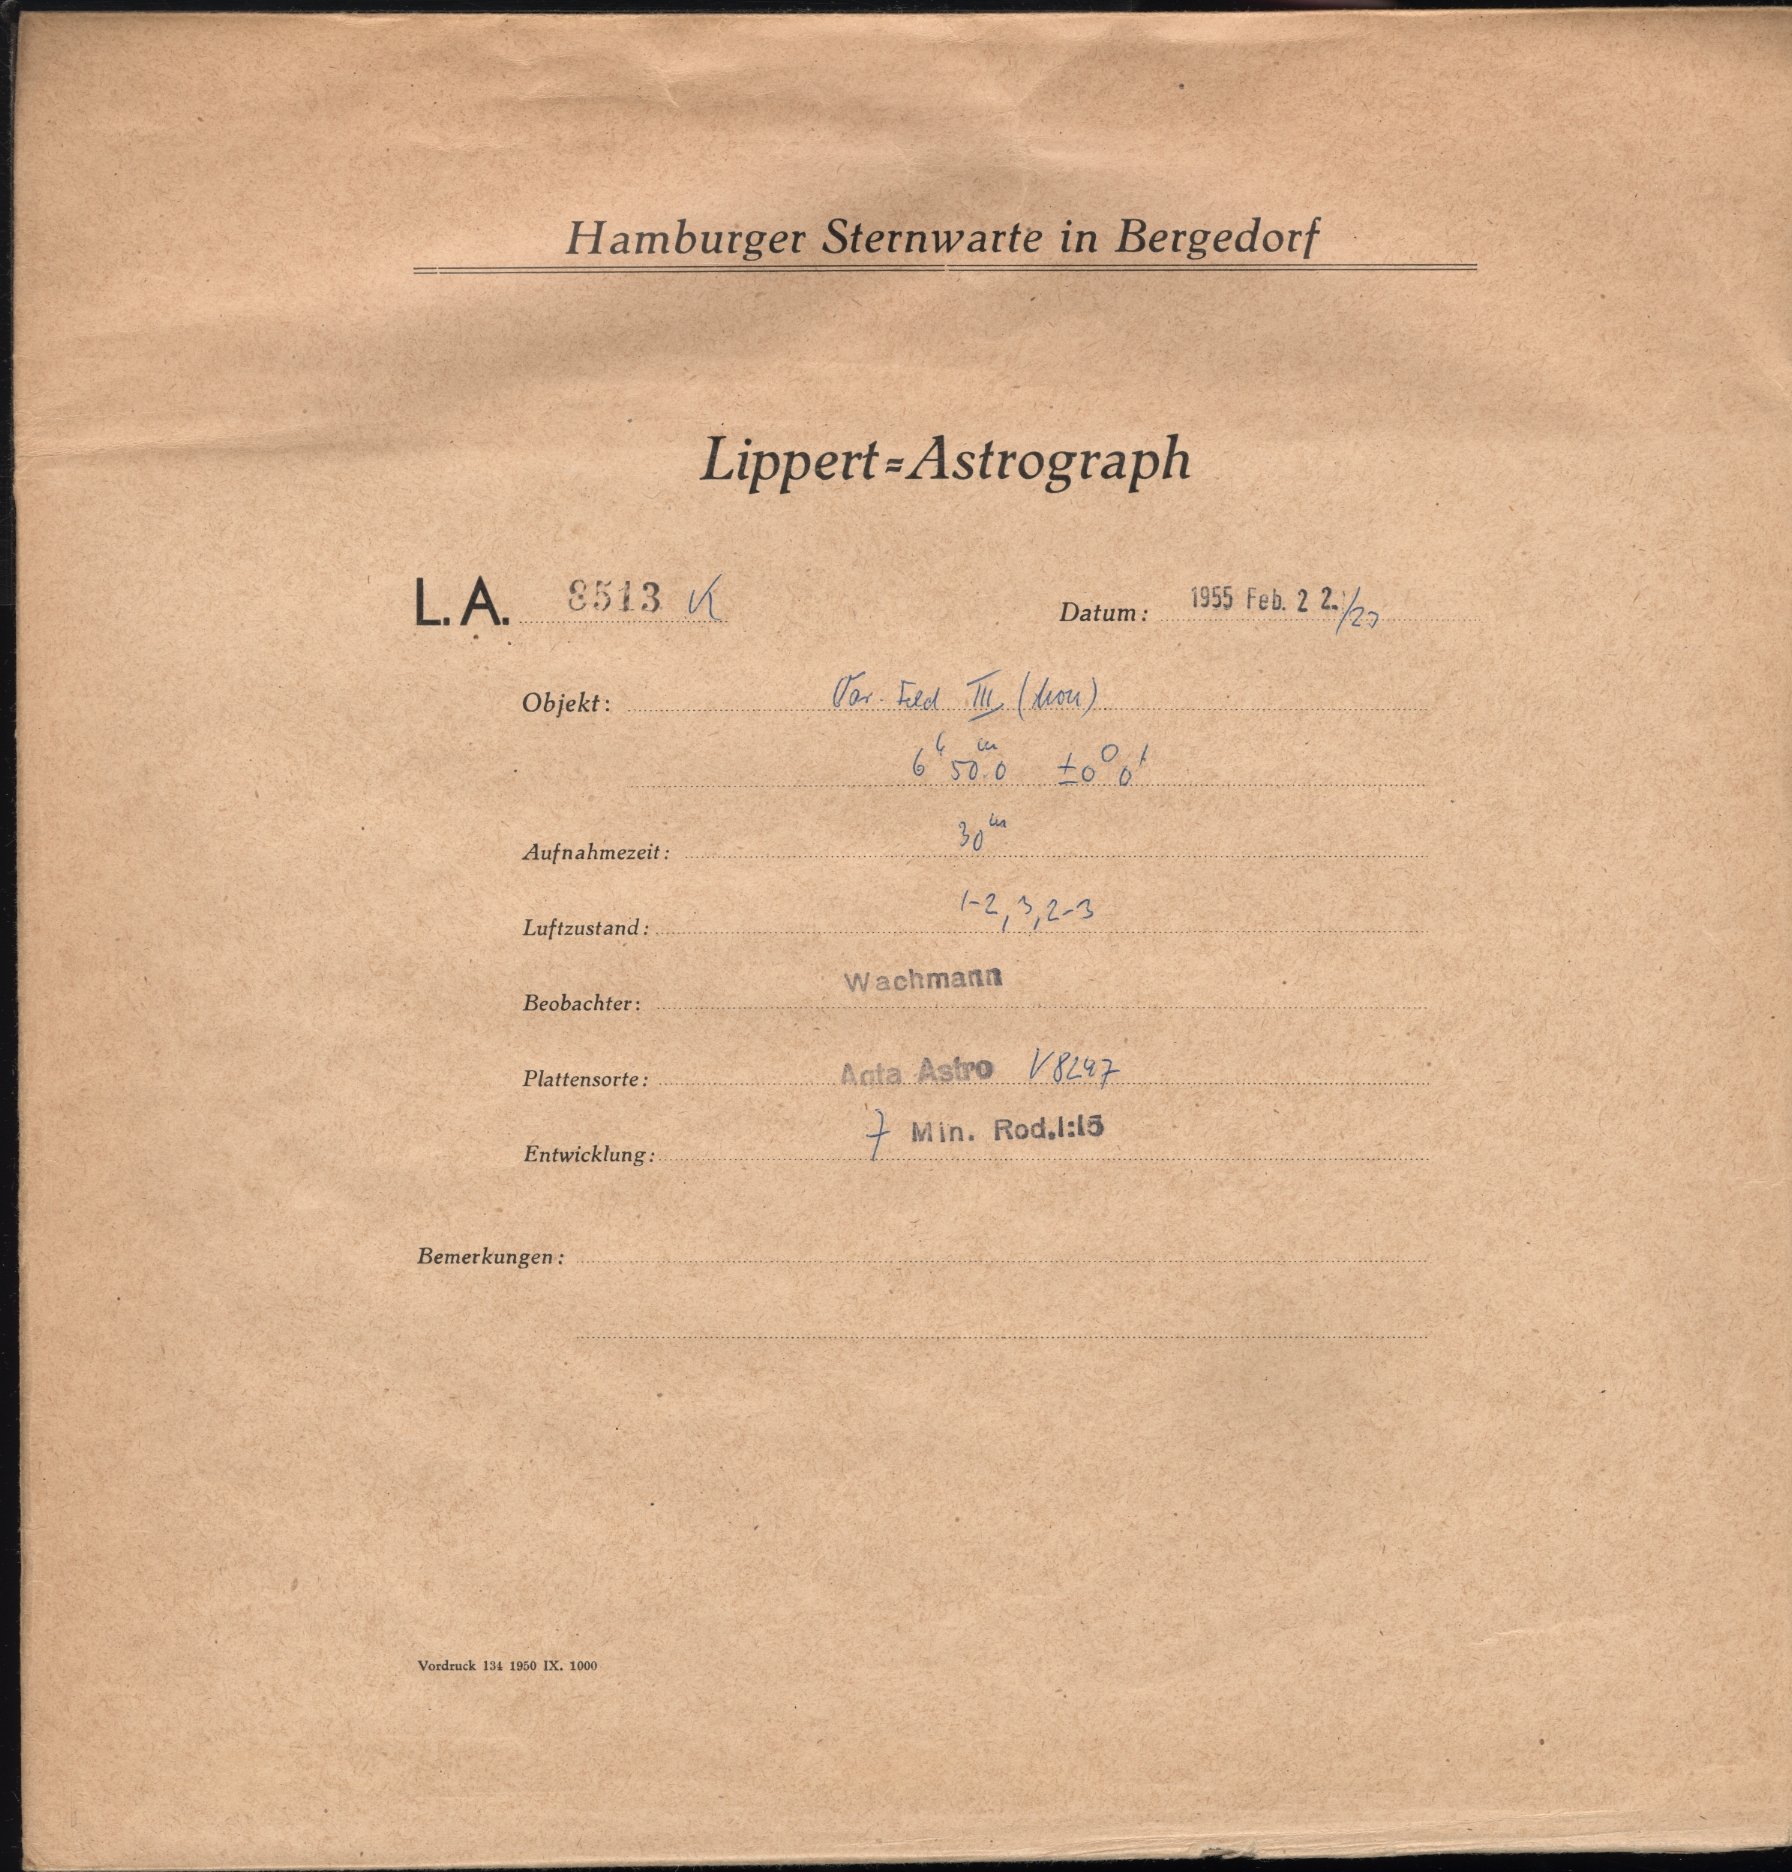 Hamburger Sternwarte in Bergedorf
Lippert=Astrograph
L. A. 8513 K Datum: 1955 Feb. 22./23
Objekt: Var. Feld III (Mon)
6ʰ 50.0ᵐ ±0° 0'
Aufnahmezeit: 30ᵐ
Luftzustand: 1-2, 3, 2-3
Beobachter: Wachmann
Plattensorte: Agfa Astro V8247
Entwicklung: 7 Min. Rod.1:15
Bemerkungen:
Vordruck 134 1950 IX. 1000